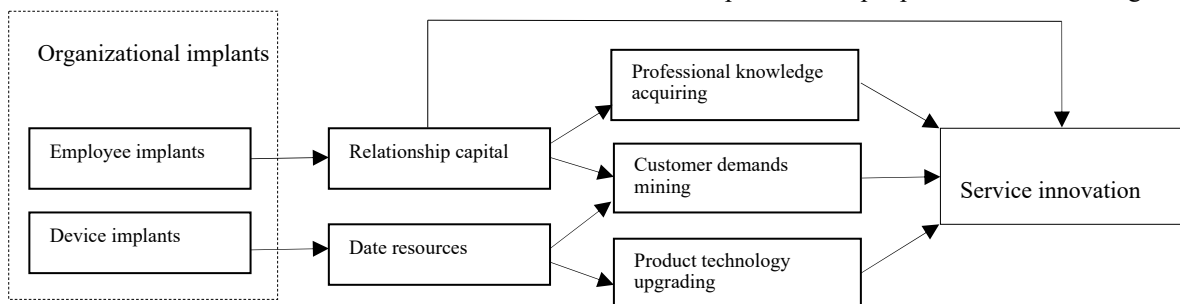 Organizational implants
Professional knowledge
acquiring
Employee implants
Relationship capital
Customer demands
mining
Service innovation
Device implants
Date resources
Product technology
upgrading